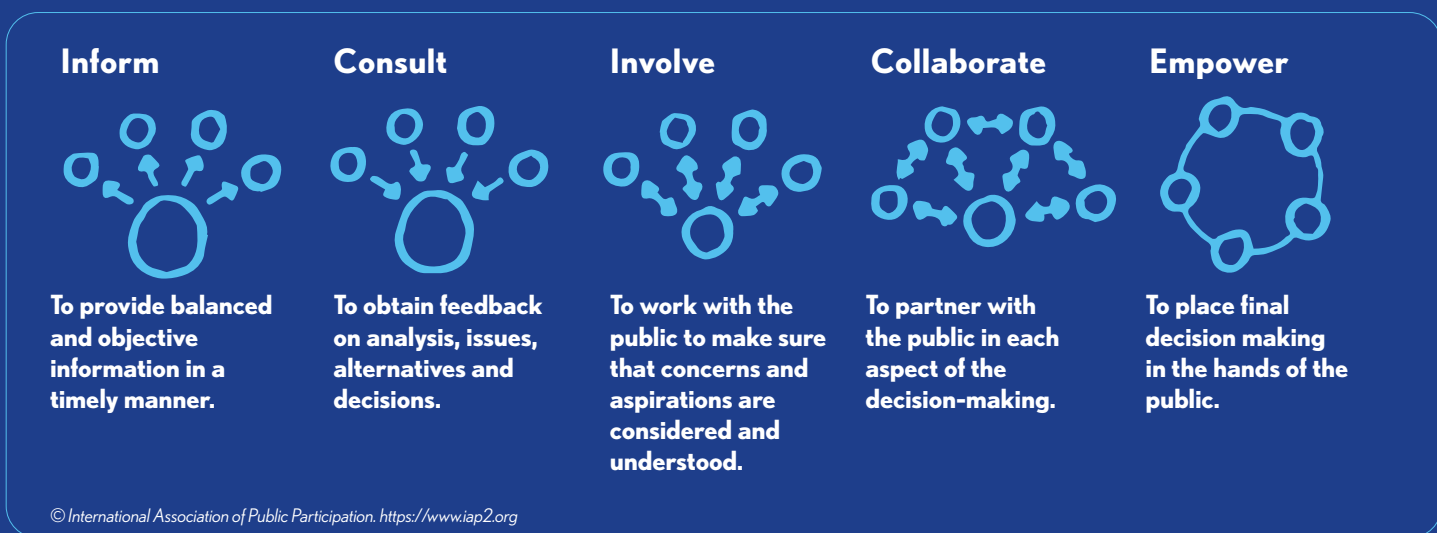 Inform
To provide balanced
and objective
information in a
timely manner.
Consult
To obtain feedback
on analysis, issues,
alternatives and
decisions.
Involve
To work with the
public to make sure
that concerns and
aspirations are
considered and
understood.
Collaborate
To partner with
the public in each
aspect of the
decision-making.
Empower
To place final
decision making
in the hands of the
public.
© International Association of Public Participation. https://www.iap2.org